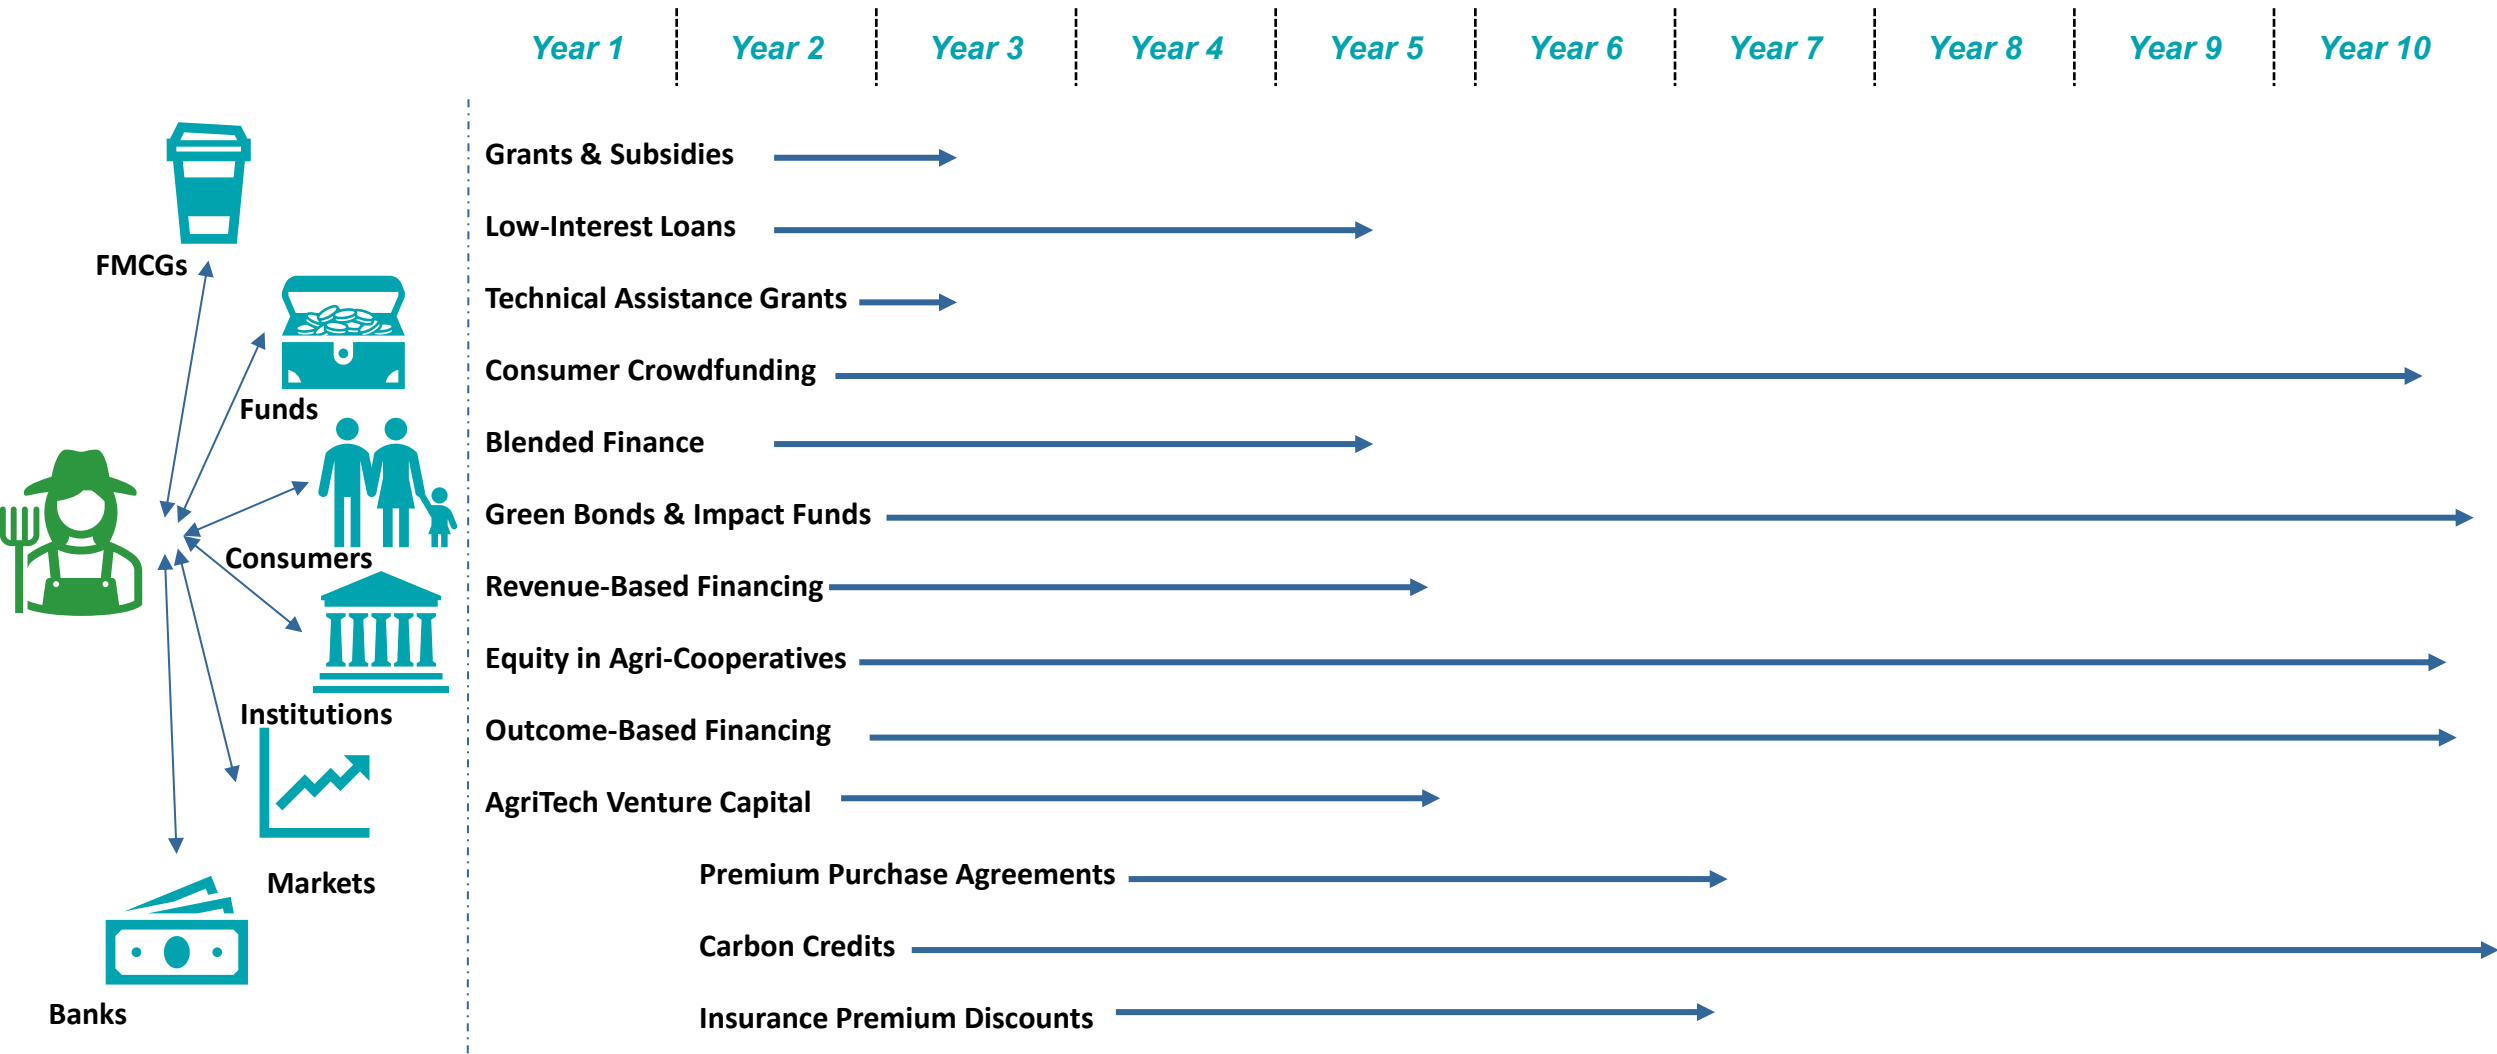 Year 1
Year 2
Year 3
Year 4
Year 5
Year 6
Year 7
Year 8
Year 9
Year 10
FMCGs
Funds
Consumers
Institutions
Markets
Banks
Grants & Subsidies
Low-Interest Loans
Technical Assistance Grants
Consumer Crowdfunding
Blended Finance
Green Bonds & Impact Funds
Revenue-Based Financing
Equity in Agri-Cooperatives
Outcome-Based Financing
AgriTech Venture Capital
Premium Purchase Agreements
Carbon Credits
Insurance Premium Discounts